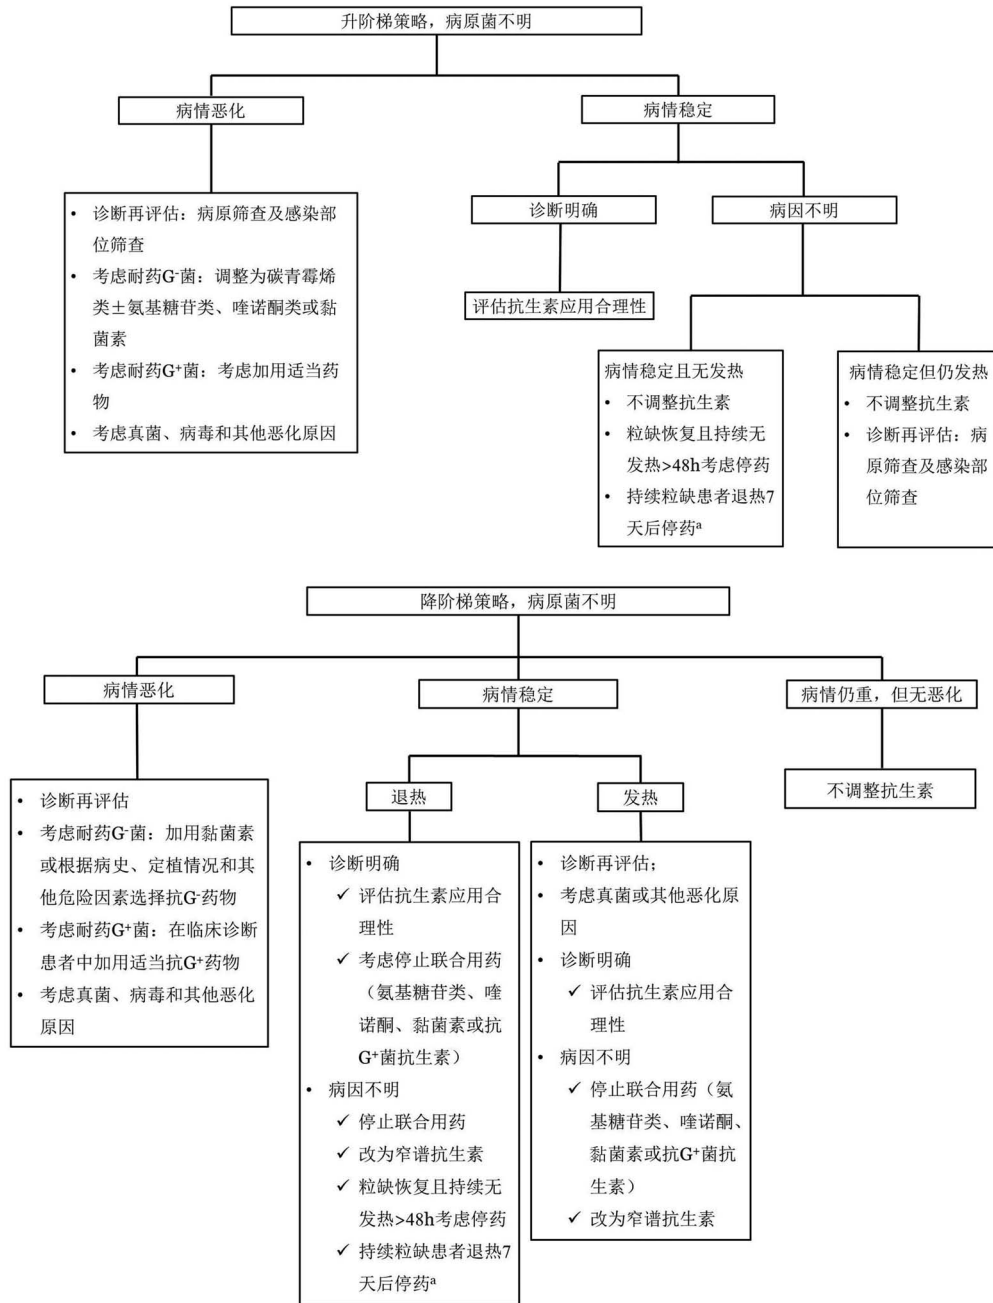 升阶梯策略，病原菌不明
病情恶化
病情稳定
• 诊断再评估：病原筛查及感染部
位筛查
• 考虑耐药G⁻菌：调整为碳青霉烯
类±氨基糖苷类、喹诺酮类或黏
菌素
• 考虑耐药G⁺菌：考虑加用适当药
物
• 考虑真菌、病毒和其他恶化原因
诊断明确
病因不明
评估抗生素应用合理性
病情稳定且无发热
• 不调整抗生素
• 粒缺恢复且持续无
发热>48h考虑停药
• 持续粒缺患者退热7
天后停药ᵃ
病情稳定但仍发热
• 不调整抗生素
• 诊断再评估：病
原筛查及感染部
位筛查
降阶梯策略，病原菌不明
病情恶化
病情稳定
病情仍重，但无恶化
• 诊断再评估
• 考虑耐药G⁻菌：加用黏菌素
或根据病史、定植情况和其
他危险因素选择抗G⁻药物
• 考虑耐药G⁺菌：在临床诊断
患者中加用适当抗G⁺药物
• 考虑真菌、病毒和其他恶化
原因
退热
发热
不调整抗生素
• 诊断明确
✓ 评估抗生素应用合
理性
✓ 考虑停止联合用药
（氨基糖苷类、喹
诺酮、黏菌素或抗
G⁺菌抗生素）
• 病因不明
✓ 停止联合用药
✓ 改为窄谱抗生素
✓ 粒缺恢复且持续无
发热>48h考虑停药
✓ 持续粒缺患者退热7
天后停药ᵃ
• 诊断再评估；
• 考虑真菌或其他恶化原
因
• 诊断明确
✓ 评估抗生素应用合
理性
• 病因不明
✓ 停止联合用药（氨
基糖苷类、喹诺酮、
黏菌素或抗G⁺菌抗
生素）
✓ 改为窄谱抗生素